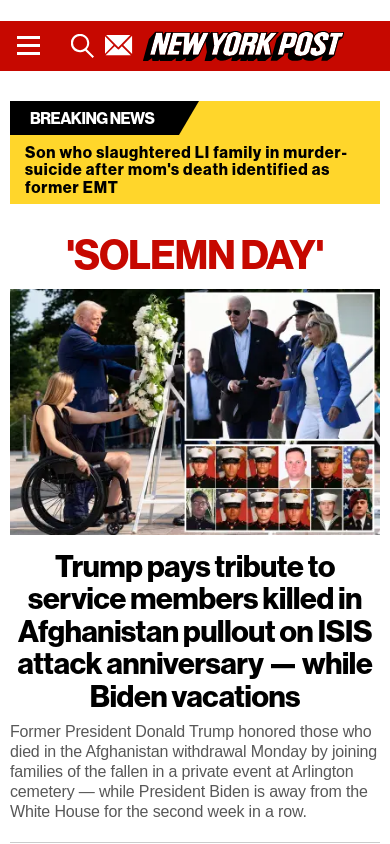 NEW YORK POST
BREAKING NEWS
Son who slaughtered LI family in murder-
suicide after mom's death identified as
former EMT
'SOLEMN DAY'
Trump pays tribute to
service members killed in
Afghanistan pullout on ISIS
attack anniversary — while
Biden vacations
Former President Donald Trump honored those who
died in the Afghanistan withdrawal Monday by joining
families of the fallen in a private event at Arlington
cemetery — while President Biden is away from the
White House for the second week in a row.